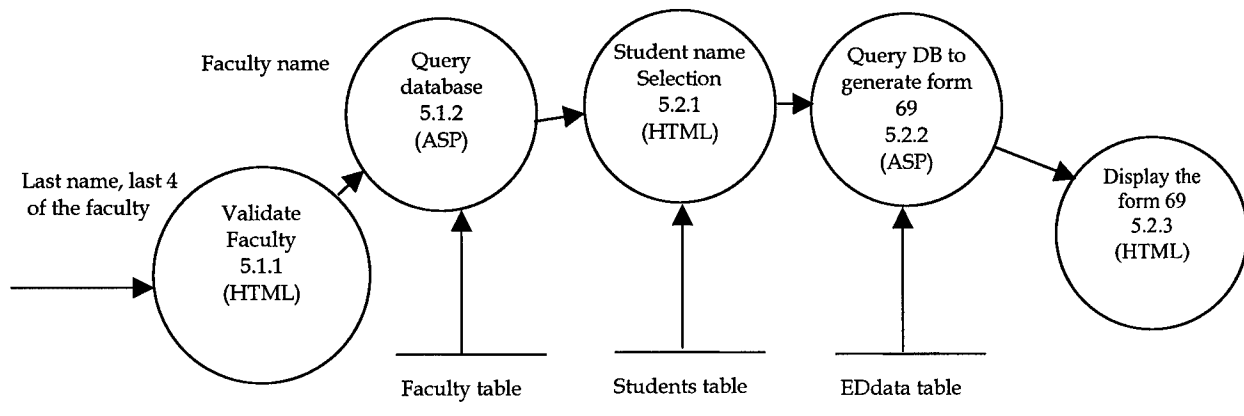 Faculty name
Last name, last 4
of the faculty
Validate
Faculty
5.1.1
(HTML)
Query
database
5.1.2
(ASP)
Student name
Selection
5.2.1
(HTML)
Query DB to
generate form
69
5.2.2
(ASP)
Display the
form 69
5.2.3
(HTML)
Faculty table
Students table
EDdata table